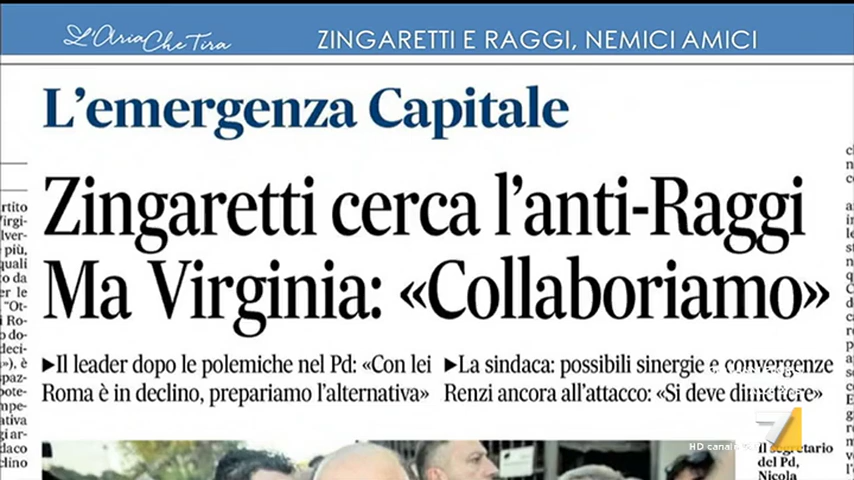 L'Aria Che Tira
ZINGARETTI E RAGGI, NEMICI AMICI
L'emergenza Capitale
Zingaretti cerca l'anti-Raggi
Ma Virginia: «Collaboriamo»
▶Il leader dopo le polemiche nel Pd: «Con lei
Roma è in declino, prepariamo l'alternativa»
▶La sindaca: possibili sinergie e convergenze
Renzi ancora all'attacco: «Si deve dimettere»
7
HD canale
Il segretario
del Pd,
Nicola